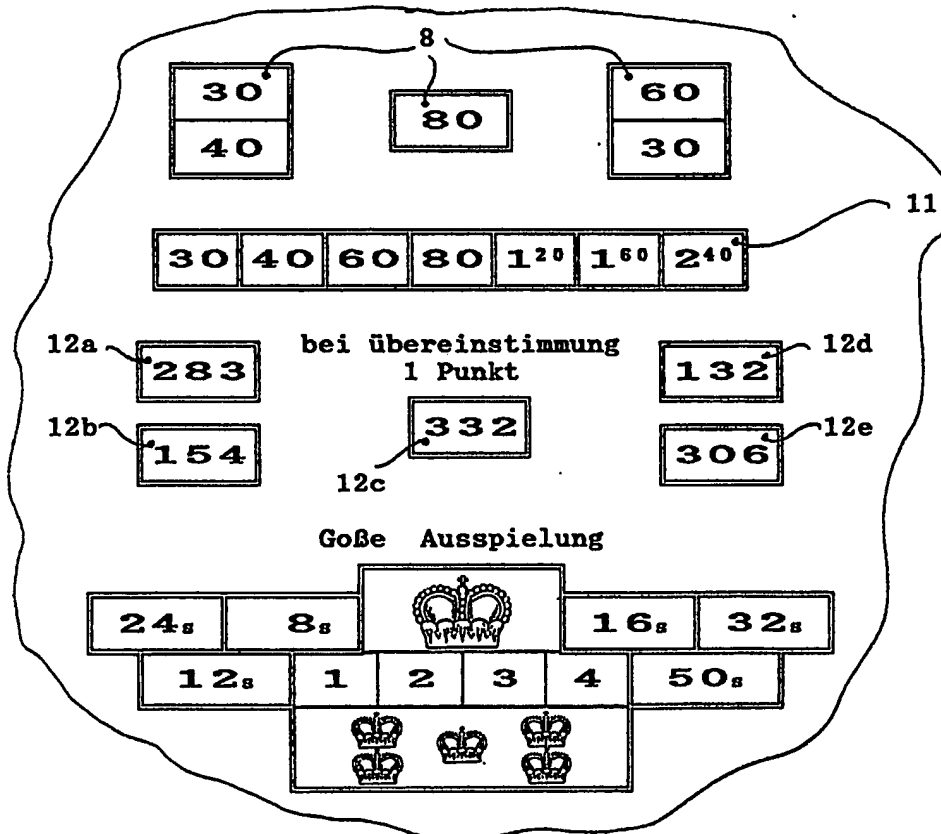 8
30 80 60
40 30
11
30 40 60 80 1²⁰ 1⁶⁰ 2⁴⁰
12a 283 bei übereinstimmung 132 12d
1 Punkt
12b 154 332 306 12e
12c
Goße Ausspielung
24s 8s 16s 32s
12s 1 2 3 4 50s